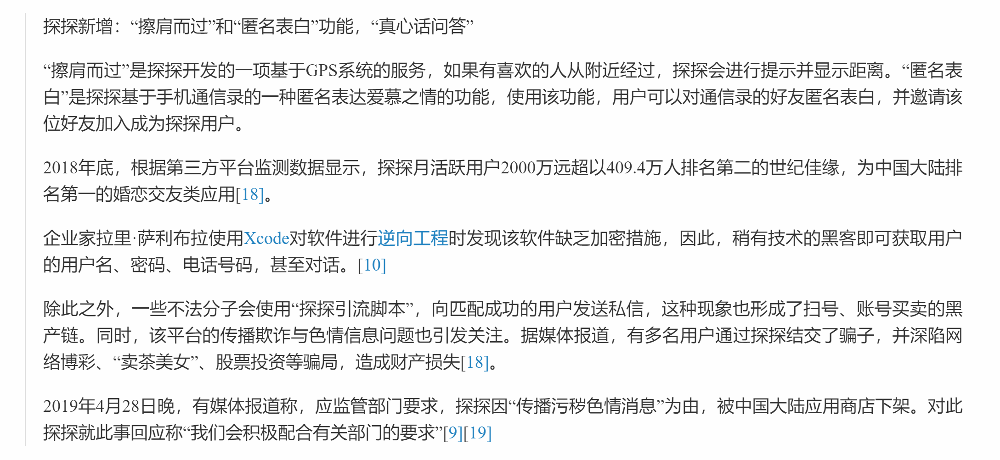 探探新增：“擦肩而过”和“匿名表白”功能，“真心话问答”
“擦肩而过”是探探开发的一项基于GPS系统的服务，如果有喜欢的人从附近经过，探探会进行提示并显示距离。“匿名表
白”是探探基于手机通信录的一种匿名表达爱慕之情的功能，使用该功能，用户可以对通信录的好友匿名表白，并邀请该
位好友加入成为探探用户。
2018年底，根据第三方平台监测数据显示，探探月活跃用户2000万远超以409.4万人排名第二的世纪佳缘，为中国大陆排
名第一的婚恋交友类应用[18]。
企业家拉里·萨利布拉使用Xcode对软件进行逆向工程时发现该软件缺乏加密措施，因此，稍有技术的黑客即可获取用户
的用户名、密码、电话号码，甚至对话。[10]
除此之外，一些不法分子会使用“探探引流脚本”，向匹配成功的用户发送私信，这种现象也形成了扫号、账号买卖的黑
产链。同时，该平台的传播欺诈与色情信息问题也引发关注。据媒体报道，有多名用户通过探探结交了骗子，并深陷网
络博彩、“卖茶美女”、股票投资等骗局，造成财产损失[18]。
2019年4月28日晚，有媒体报道称，应监管部门要求，探探因“传播污秽色情消息”为由，被中国大陆应用商店下架。对此
探探就此事回应称“我们会积极配合有关部门的要求”[9][19]